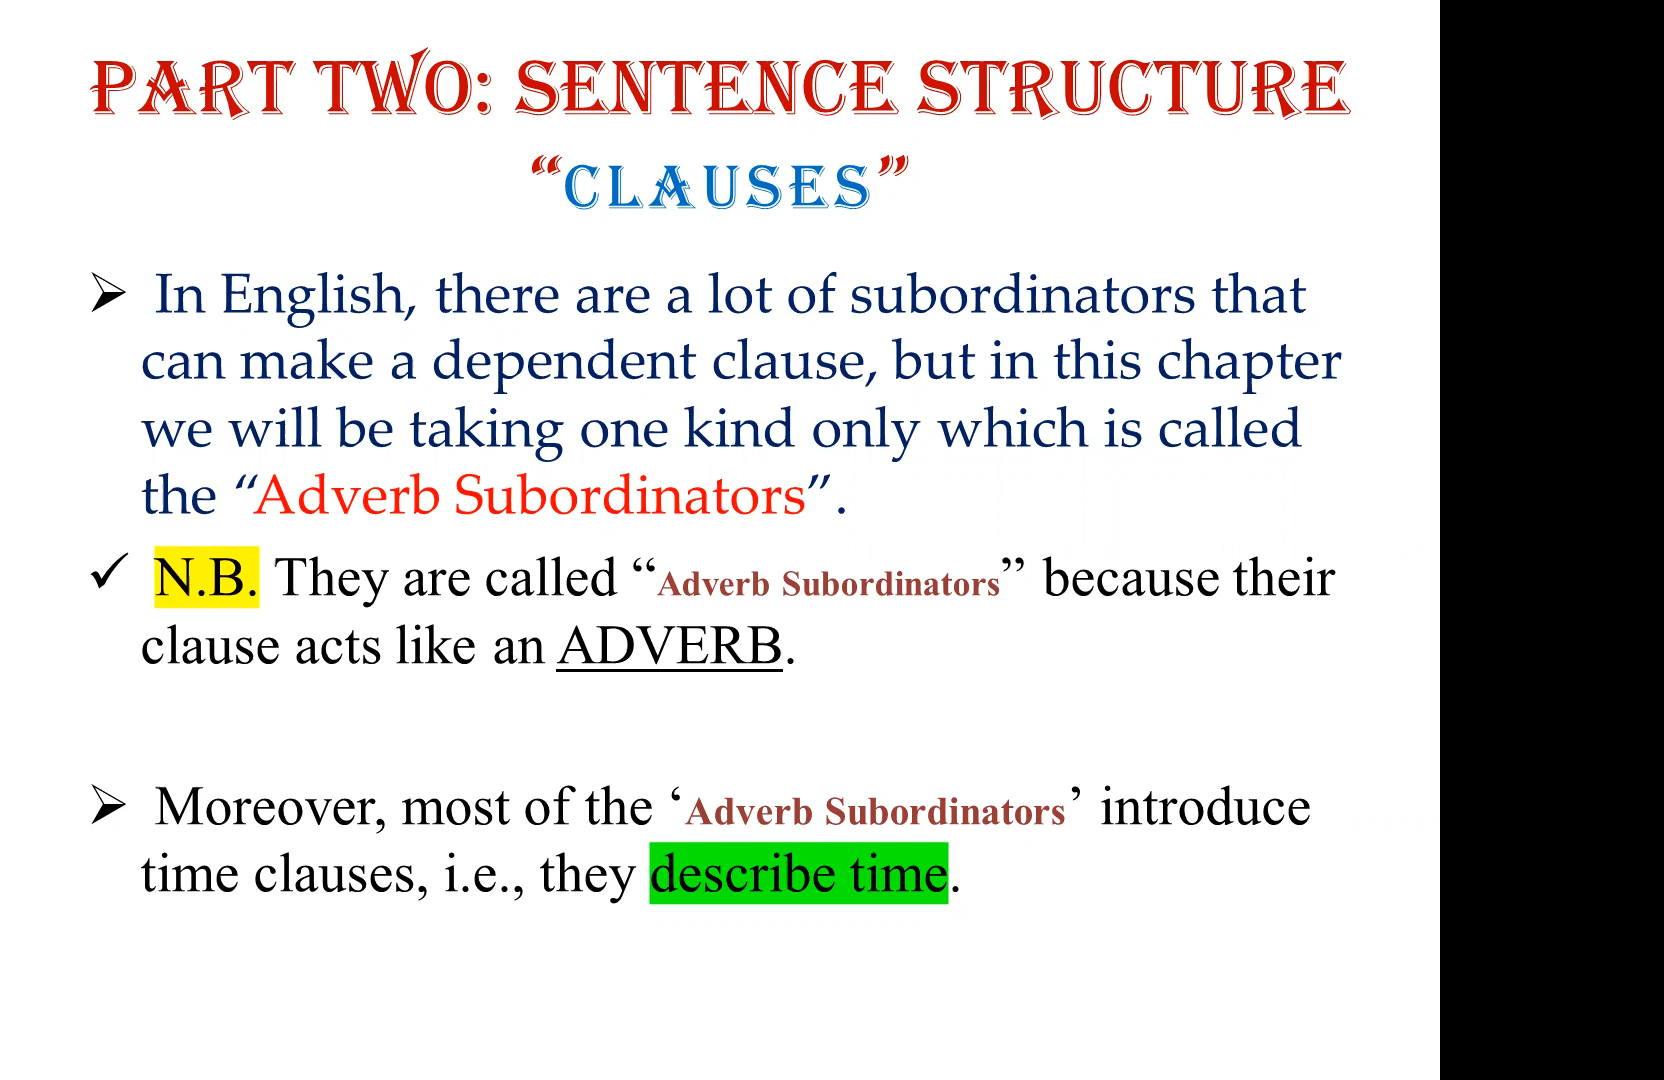 PART TWO: SENTENCE STRUCTURE
“CLAUSES”
➢ In English, there are a lot of subordinators that
can make a dependent clause, but in this chapter
we will be taking one kind only which is called
the “Adverb Subordinators”.
✓ N.B. They are called “Adverb Subordinators” because their
clause acts like an ADVERB.
➢ Moreover, most of the ‘Adverb Subordinators’ introduce
time clauses, i.e., they describe time.